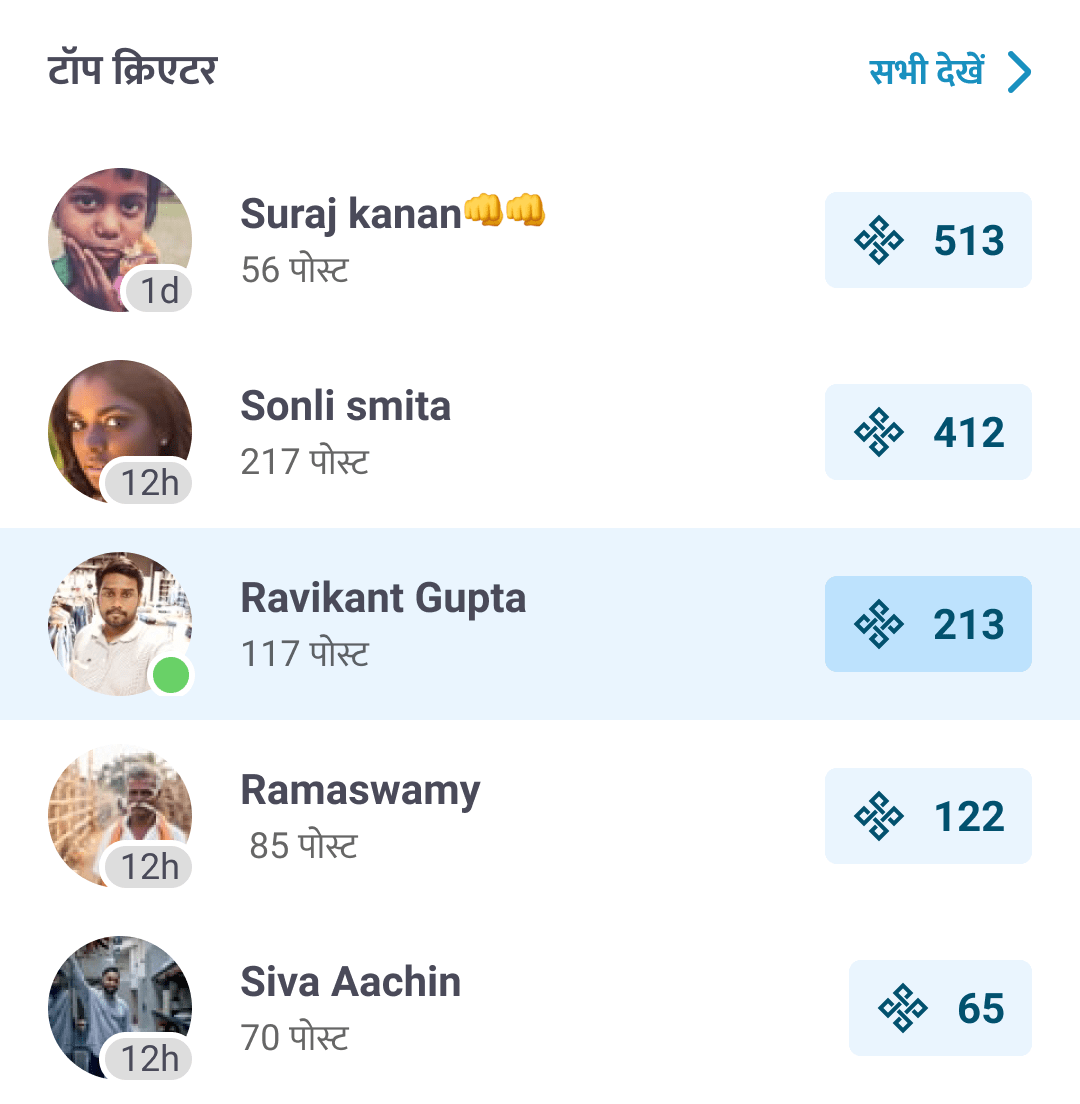 टॉप क्रिएटर सभी देखें
Suraj kanan👊👊
56 पोस्ट
1d
513
Sonli smita
217 पोस्ट
12h
412
Ravikant Gupta
117 पोस्ट
213
Ramaswamy
85 पोस्ट
12h
122
Siva Aachin
70 पोस्ट
12h
65